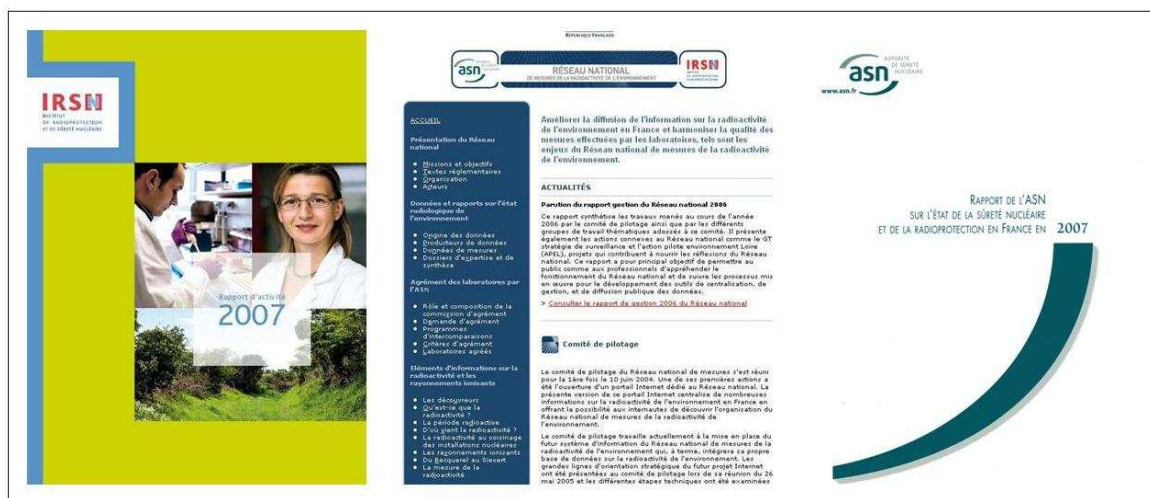 IRSN
INSTITUT
DE RADIOPROTECTION
ET DE SÛRETÉ NUCLÉAIRE
Rapport d'activité
2007
RÉPUBLIQUE FRANÇAISE
asn
RÉSEAU NATIONAL
DE MESURES DE LA RADIOACTIVITÉ DE L'ENVIRONNEMENT
IRSN
ACCUEIL
Présentation du Réseau
national
Missions et objectifs
Textes réglementaires
Organisation
Acteurs
Données et rapports sur l'état
radiologique de
l'environnement
Origine des données
Producteurs de données
Données de mesures
Dossiers d'expertise et de
synthèse
Agrément des laboratoires par
l'ASN
Rôle et composition de la
commission d'agrément
Demande d'agrément
Programmes
d'intercomparaisons
Critères d'agrément
Laboratoires agréés
Eléments d'informations sur la
radioactivité et les
rayonnements ionisants
Les découvreurs
Qu'est-ce que la
radioactivité ?
La période radioactive
D'où vient la radioactivité ?
La radioactivité au voisinage
des installations nucléaires
Les rayonnements ionisants
Du Becquerel au Sievert
La mesure de la
radioactivité
Améliorer la diffusion de l'information sur la radioactivité
de l'environnement en France et harmoniser la qualité des
mesures effectuées par les laboratoires, tels sont les
enjeux du Réseau national de mesures de la radioactivité
de l'environnement.
ACTUALITÉS
Parution du rapport gestion du Réseau national 2006
Ce rapport synthétise les travaux menés au cours de l'année
2006 par le comité de pilotage ainsi que par les différents
groupes de travail thématiques adossés à ce comité. Il présente
également les actions connexes au Réseau national comme le GT
stratégie de surveillance et l'action pilote environnement Loire
(APEL), projets qui contribuent à nourrir les réflexions du Réseau
national. Ce rapport a pour principal objectif de permettre au
public comme aux professionnels d'appréhender le
fonctionnement du Réseau national et de suivre les processus mis
en œuvre pour le développement des outils de centralisation, de
gestion, et de diffusion publique des données.
> Consulter le rapport de gestion 2006 du Réseau national
Comité de pilotage
Le comité de pilotage du Réseau national de mesures s'est réuni
pour la 1ère fois le 10 juin 2004. Une de ses premières actions a
été l'ouverture d'un portail Internet dédié au Réseau national. La
présente version de ce portail Internet centralise de nombreuses
informations sur la radioactivité de l'environnement en France en
offrant la possibilité aux internautes de découvrir l'organisation du
Réseau national de mesures de la radioactivité de
l'environnement.
Le comité de pilotage travaille actuellement à la mise en place du
futur système d'information du Réseau national de mesures de la
radioactivité de l'environnement qui, à terme, intégrera sa propre
base de données sur la radioactivité de l'environnement. Les
grandes lignes d'orientation stratégique du futur projet Internet
ont été présentées au comité de pilotage lors de sa réunion du 26
mai 2005 et les différentes étapes techniques ont été examinées
asn
AUTORITÉ
DE SÛRETÉ
NUCLÉAIRE
www.asn.fr
RAPPORT DE L'ASN
SUR L'ÉTAT DE LA SÛRETÉ NUCLÉAIRE
ET DE LA RADIOPROTECTION EN FRANCE EN 2007